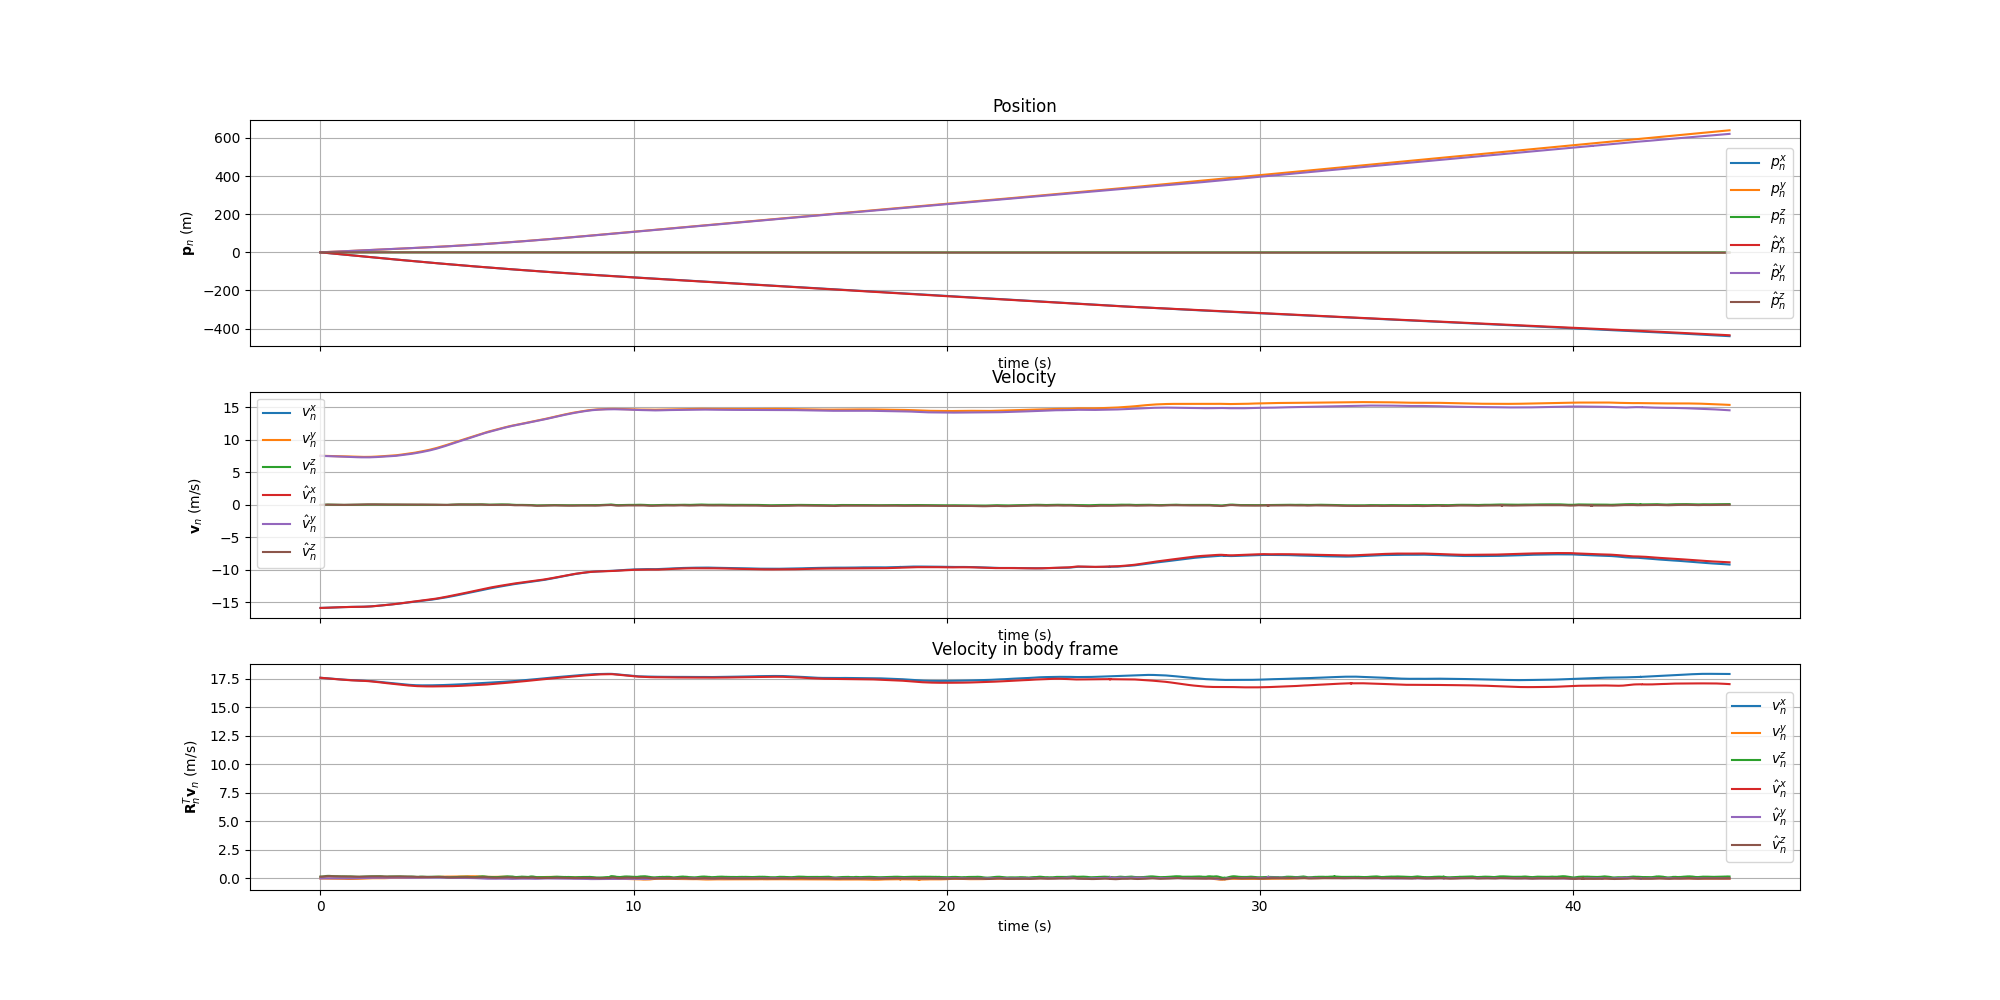 Position
600
400
200
0
−200
−400
p_n (m)
p_n^x
p_n^y
p_n^z
p̂_n^x
p̂_n^y
p̂_n^z
time (s)
Velocity
15
10
5
0
−5
−10
−15
v_n (m/s)
v_n^x
v_n^y
v_n^z
v̂_n^x
v̂_n^y
v̂_n^z
time (s)
Velocity in body frame
17.5
15.0
12.5
10.0
7.5
5.0
2.5
0.0
R_n^T v_n (m/s)
v_n^x
v_n^y
v_n^z
v̂_n^x
v̂_n^y
v̂_n^z
0 10 20 30 40
time (s)